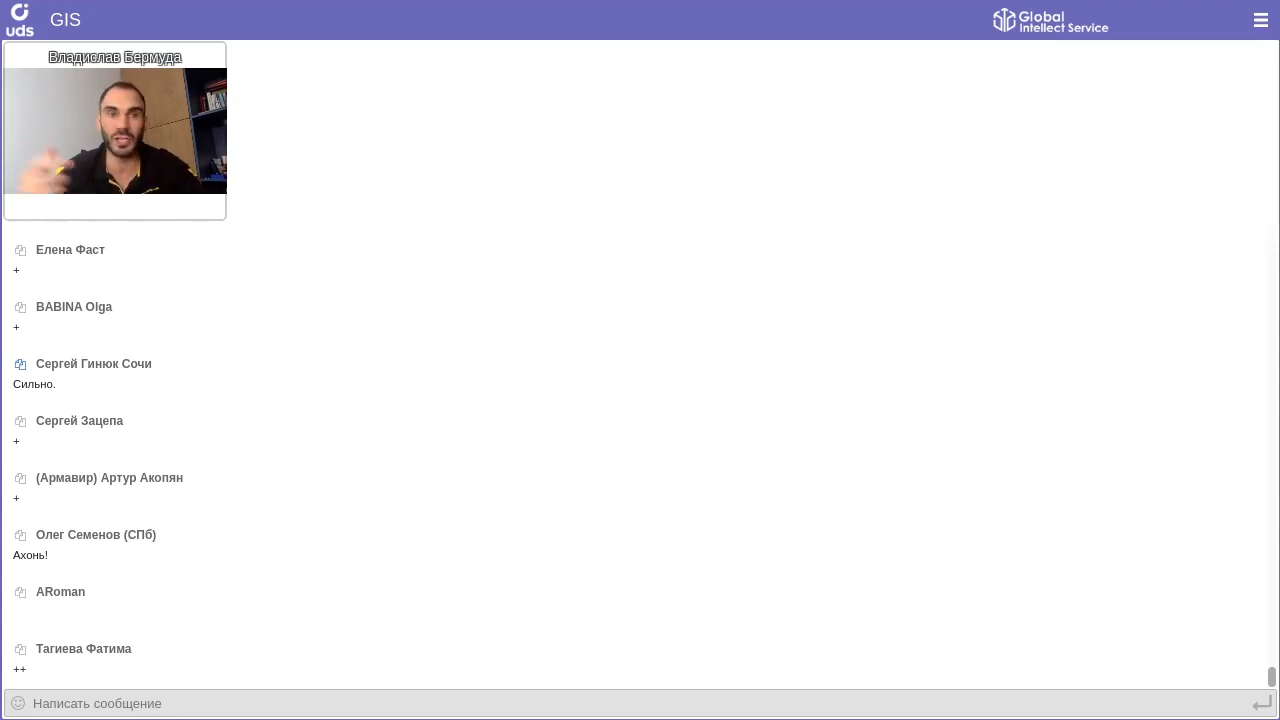 uds
GIS
Global
Intellect Service
Владислав Бермуда
Елена Фаст
+
BABINA Olga
+
Сергей Гинюк Сочи
Сильно.
Сергей Зацепа
+
(Армавир) Артур Акопян
+
Олег Семенов (СПб)
Ахонь!
ARoman
Тагиева Фатима
++
Написать сообщение